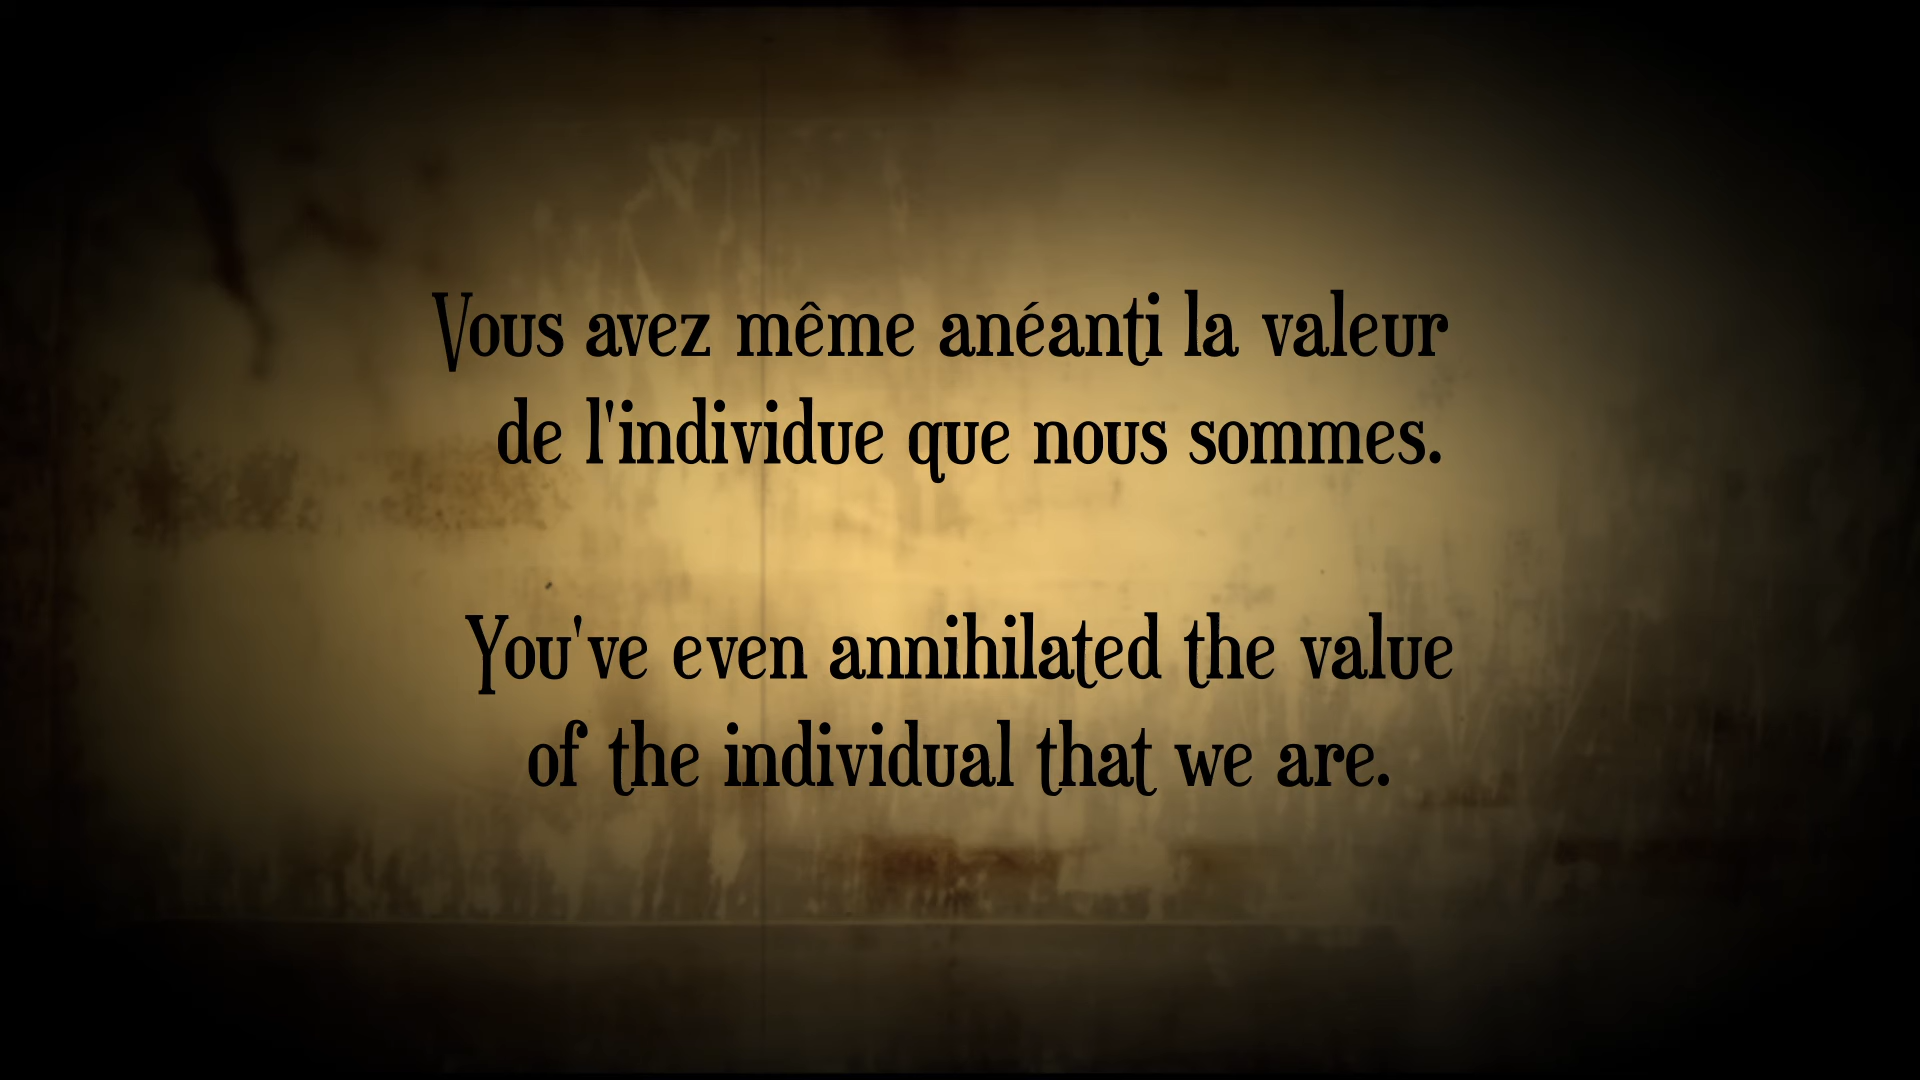 Vous avez même anéanti la valeur
de l'individue que nous sommes.
You've even annihilated the value
of the individual that we are.